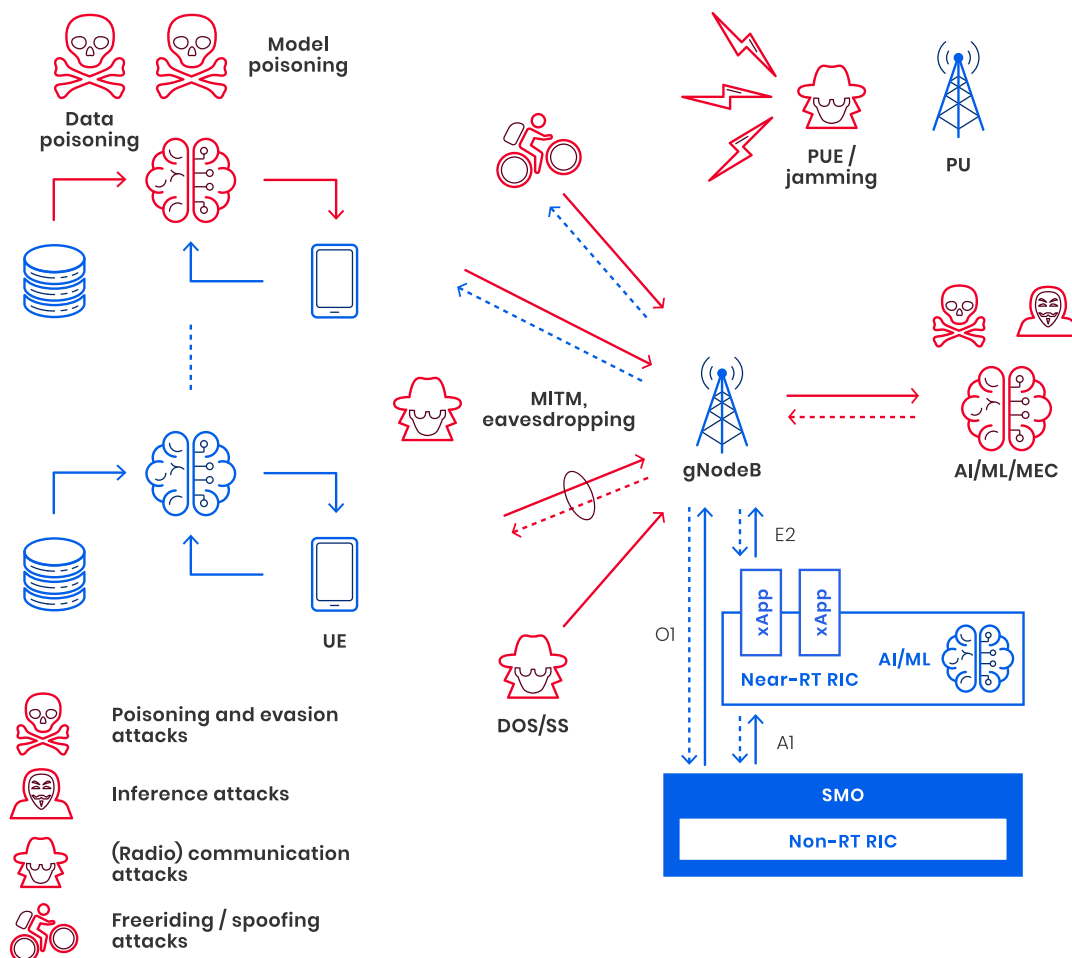 Model
poisoning
Data
poisoning
PUE /
jamming
PU
MITM,
eavesdropping
gNodeB
AI/ML/MEC
E2
xApp
xApp
O1
AI/ML
Near-RT RIC
UE
DOS/SS
A1
SMO
Non-RT RIC
Poisoning and evasion
attacks
Inference attacks
(Radio) communication
attacks
Freeriding / spoofing
attacks